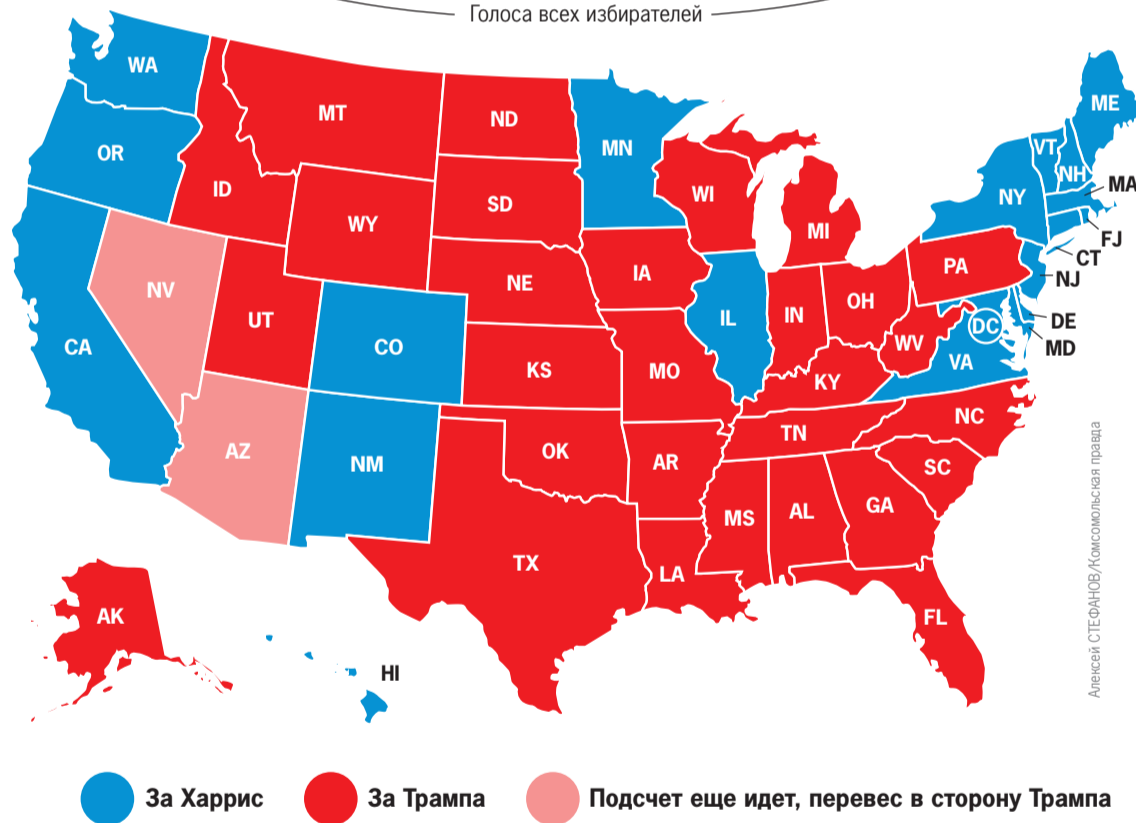 Голоса всех избирателей
WA
OR
CA
NV
ID
MT
WY
UT
AZ
CO
NM
ND
SD
NE
KS
OK
TX
MN
IA
MO
AR
LA
WI
IL
MI
IN
OH
KY
TN
MS
AL
GA
FL
SC
NC
WV
VA
DC
PA
NY
VT
NH
ME
MA
FJ
CT
NJ
DE
MD
AK
HI
Алексей СТЕФАНОВ/Комсомольская правда
За Харрис
За Трампа
Подсчет еще идет, перевес в сторону Трампа